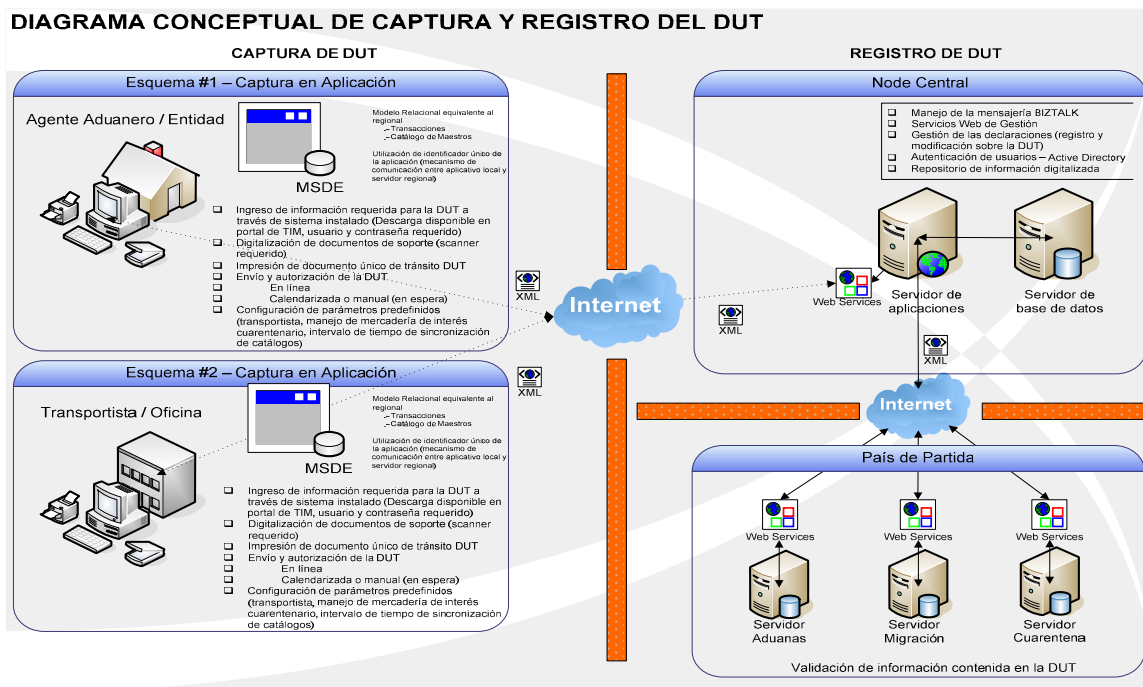 DIAGRAMA CONCEPTUAL DE CAPTURA Y REGISTRO DEL DUT
CAPTURA DE DUT
Esquema #1 – Captura en Aplicación
Agente Aduanero / Entidad
MSDE
Modelo Relacional equivalente al
regional
.- Transacciones
.- Catálogo de Maestros
Utilización de identificador único de
la aplicación (mecanismo de
comunicación entre aplicativo local y
servidor regional)
Ingreso de información requerida para la DUT a
través de sistema instalado (Descarga disponible en
portal de TIM, usuario y contraseña requerido)
Digitalización de documentos de soporte (scanner
requerido)
Impresión de documento único de tránsito DUT
Envío y autorización de la DUT
En línea
Calendarizada o manual (en espera)
Configuración de parámetros predefinidos
(transportista, manejo de mercadería de interés
cuarentenario, intervalo de tiempo de sincronización
de catálogos)
Esquema #2 – Captura en Aplicación
Transportista / Oficina
MSDE
Modelo Relacional equivalente al
regional
.- Transacciones
.- Catálogo de Maestros
Utilización de identificador único de
la aplicación (mecanismo de
comunicación entre aplicativo local y
servidor regional)
Ingreso de información requerida para la DUT a
través de sistema instalado (Descarga disponible en
portal de TIM, usuario y contraseña requerido)
Digitalización de documentos de soporte (scanner
requerido)
Impresión de documento único de tránsito DUT
Envío y autorización de la DUT
En línea
Calendarizada o manual (en espera)
Configuración de parámetros predefinidos
(transportista, manejo de mercadería de interés
cuarentenario, intervalo de tiempo de sincronización
de catálogos)
XML
XML
Internet
REGISTRO DE DUT
Node Central
Manejo de la mensajería BIZTALK
Servicios Web de Gestión
Gestión de las declaraciones (registro y
modificación sobre la DUT)
Autenticación de usuarios – Active Directory
Repositorio de información digitalizada
Web Services
Servidor de
aplicaciones
Servidor de
base de datos
XML
XML
Internet
País de Partida
Web Services
Web Services
Web Services
Servidor
Aduanas
Servidor
Migración
Servidor
Cuarentena
Validación de información contenida en la DUT